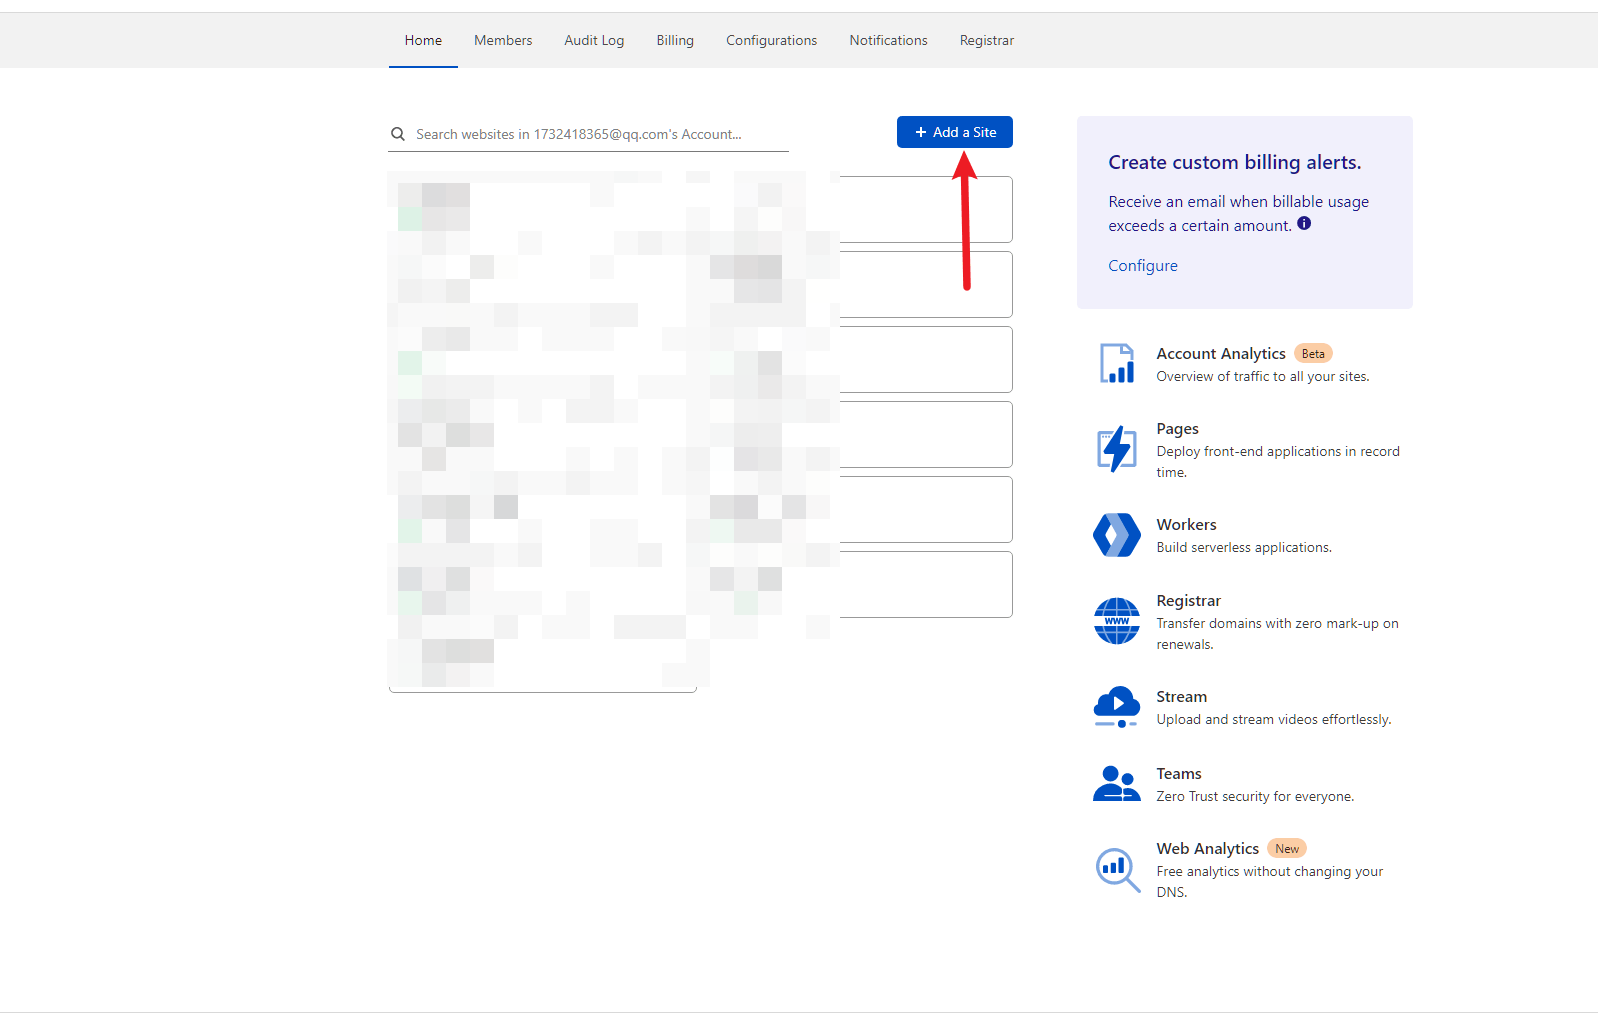 Home Members Audit Log Billing Configurations Notifications Registrar
Search websites in 1732418365@qq.com's Account...
+ Add a Site
Create custom billing alerts.
Receive an email when billable usage
exceeds a certain amount.
Configure
Account Analytics Beta
Overview of traffic to all your sites.
Pages
Deploy front-end applications in record
time.
Workers
Build serverless applications.
WWW
Registrar
Transfer domains with zero mark-up on
renewals.
Stream
Upload and stream videos effortlessly.
Teams
Zero Trust security for everyone.
Web Analytics New
Free analytics without changing your
DNS.